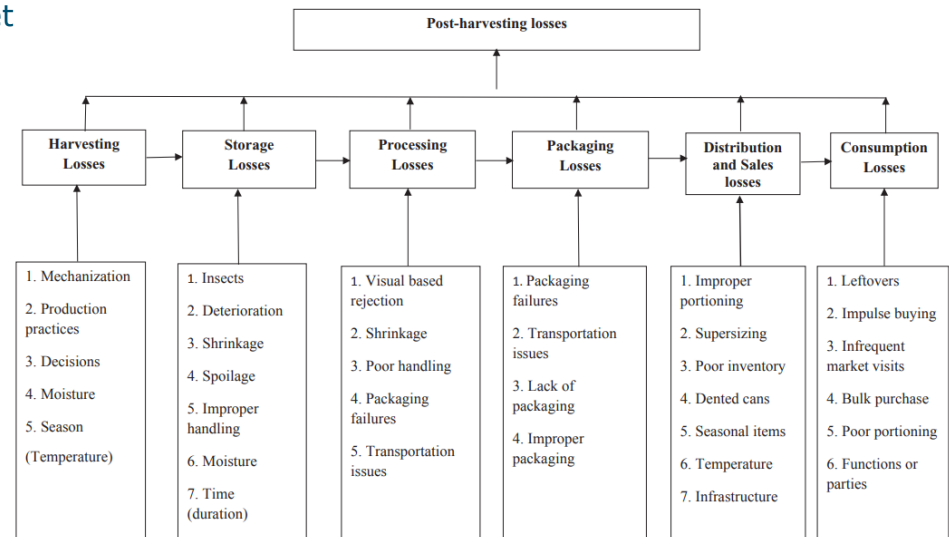 et
Post-harvesting losses
Harvesting
Losses
Storage
Losses
Processing
Losses
Packaging
Losses
Distribution
and Sales
losses
Consumption
Losses
1. Mechanization
2. Production
practices
3. Decisions
4. Moisture
5. Season
(Temperature)
1. Insects
2. Deterioration
3. Shrinkage
4. Spoilage
5. Improper
handling
6. Moisture
7. Time
(duration)
1. Visual based
rejection
2. Shrinkage
3. Poor handling
4. Packaging
failures
5. Transportation
issues
1. Packaging
failures
2. Transportation
issues
3. Lack of
packaging
4. Improper
packaging
1. Improper
portioning
2. Supersizing
3. Poor inventory
4. Dented cans
5. Seasonal items
6. Temperature
7. Infrastructure
1. Leftovers
2. Impulse buying
3. Infrequent
market visits
4. Bulk purchase
5. Poor portioning
6. Functions or
parties